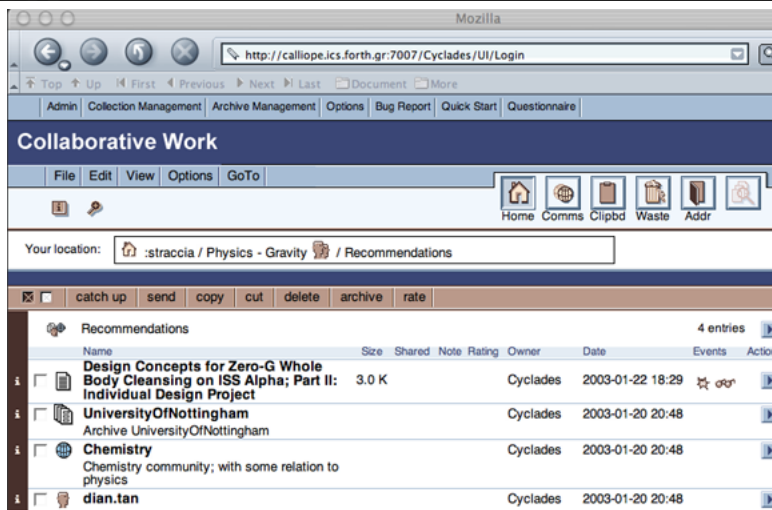 Mozilla
http://calliope.ics.forth.gr:7007/Cyclades/UI/Login
Top Up First Previous Next Last Document More
Admin Collection Management Archive Management Options Bug Report Quick Start Questionnaire
Collaborative Work
File Edit View Options GoTo
Home Comms Clipbd Waste Addr
Your location: :straccia / Physics - Gravity / Recommendations
catch up send copy cut delete archive rate
Recommendations 4 entries
Name Size Shared Note Rating Owner Date Events Action
Design Concepts for Zero-G Whole
Body Cleansing on ISS Alpha; Part II: 3.0 K Cyclades 2003-01-22 18:29
Individual Design Project
UniversityOfNottingham Cyclades 2003-01-20 20:48
Archive UniversityOfNottingham
Chemistry Cyclades 2003-01-20 20:48
Chemistry community; with some relation to
physics
dian.tan Cyclades 2003-01-20 20:48